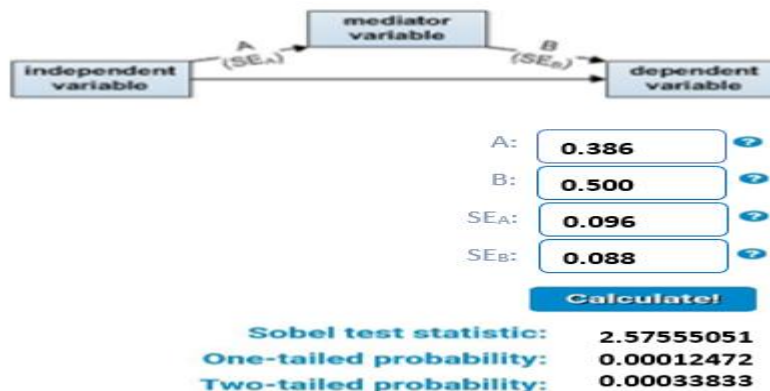 mediator
variable
A
(SEA)
B
(SEB)
independent
variable
dependent
variable
A: 0.386 ?
B: 0.500 ?
SEA: 0.096 ?
SEB: 0.088 ?
Calculate!
Sobel test statistic: 2.57555051
One-tailed probability: 0.00012472
Two-tailed probability: 0.00033833